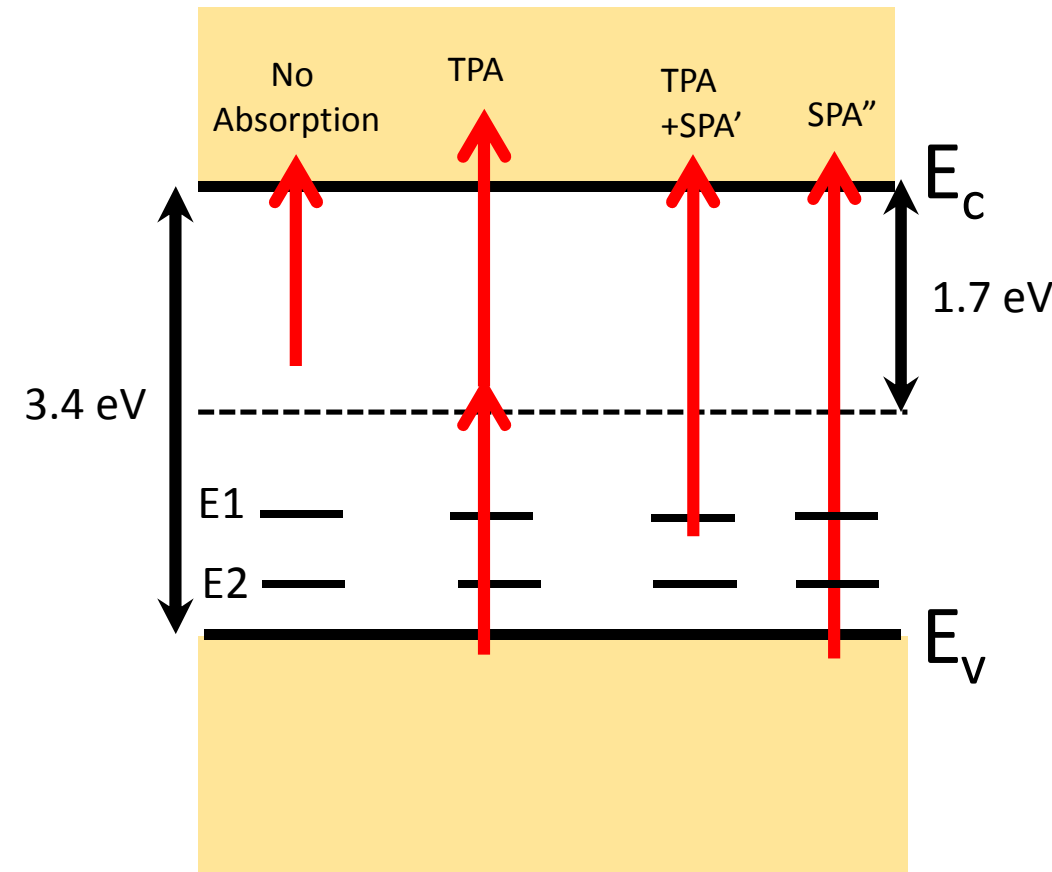 No
Absorption
TPA
TPA
+SPA’
SPA”
Ec
1.7 eV
3.4 eV
E1
E2
Ev